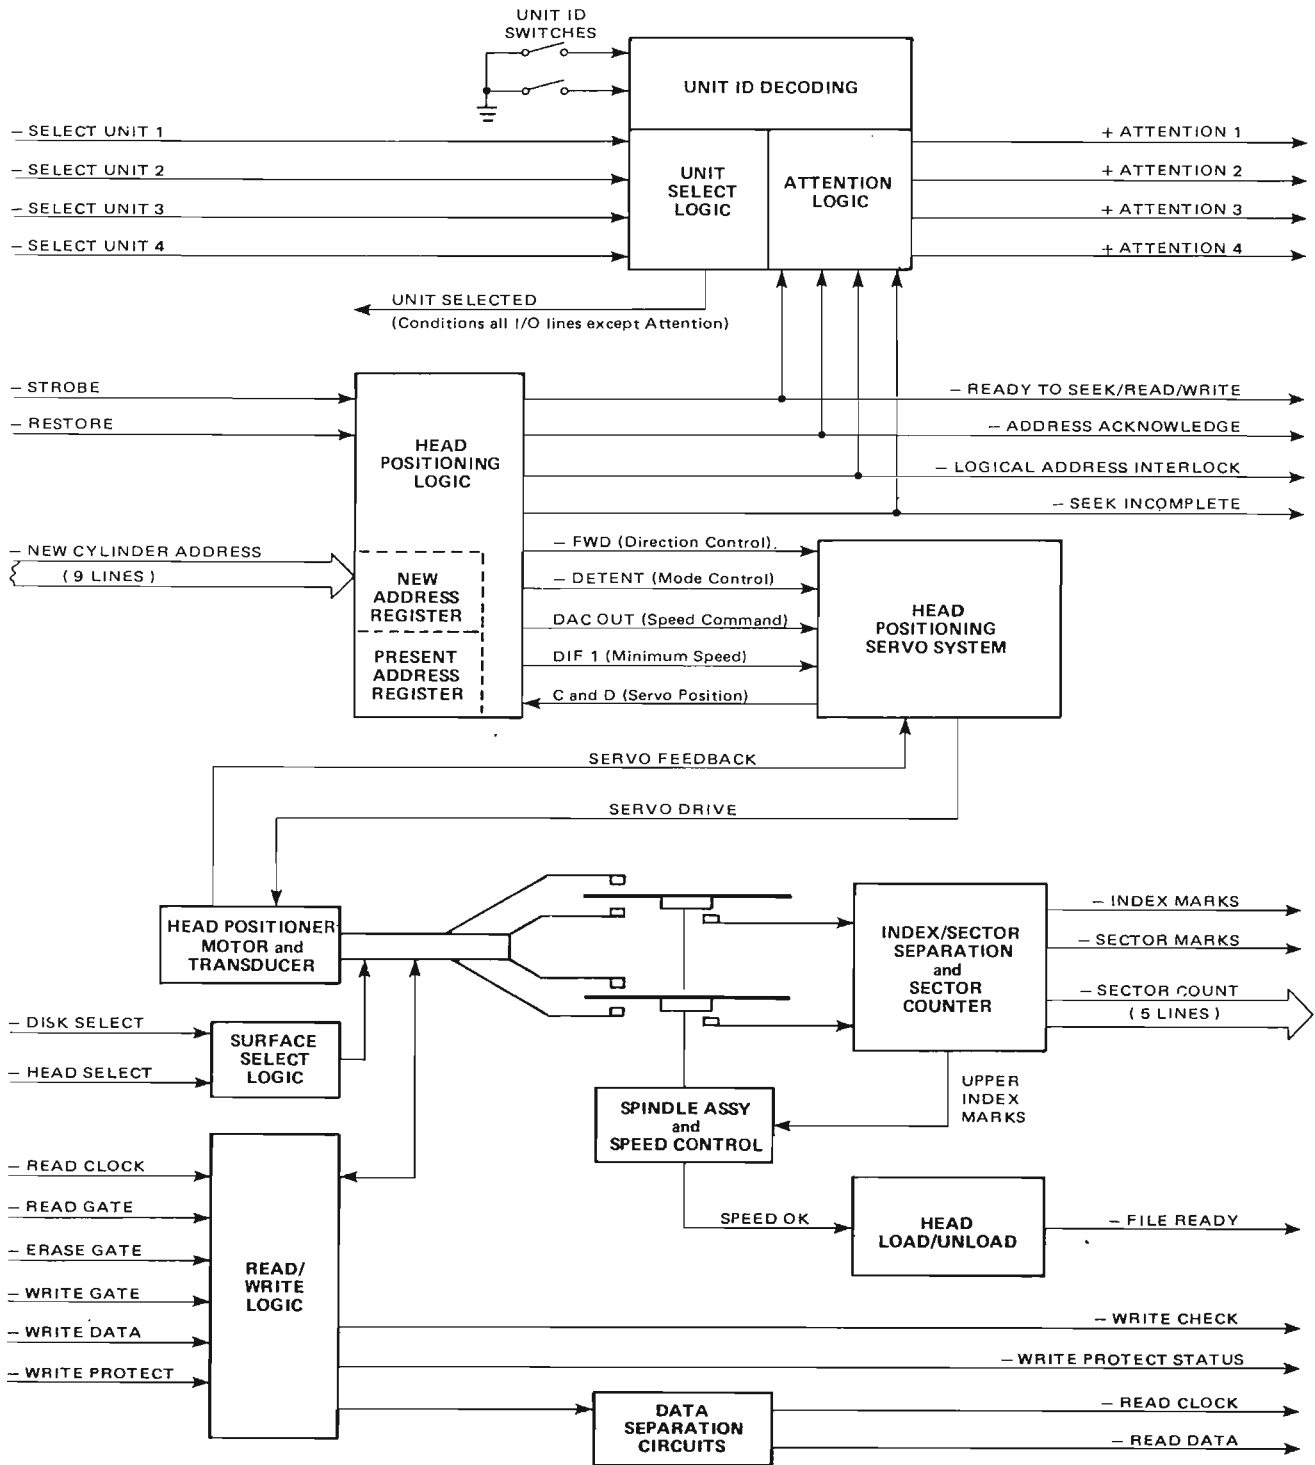 UNIT ID
SWITCHES
UNIT ID DECODING
– SELECT UNIT 1
– SELECT UNIT 2
– SELECT UNIT 3
– SELECT UNIT 4
UNIT
SELECT
LOGIC
ATTENTION
LOGIC
+ ATTENTION 1
+ ATTENTION 2
+ ATTENTION 3
+ ATTENTION 4
UNIT SELECTED
(Conditions all I/O lines except Attention)
– STROBE
– RESTORE
HEAD
POSITIONING
LOGIC
– READY TO SEEK/READ/WRITE
– ADDRESS ACKNOWLEDGE
– LOGICAL ADDRESS INTERLOCK
– SEEK INCOMPLETE
– NEW CYLINDER ADDRESS
( 9 LINES )
NEW
ADDRESS
REGISTER
PRESENT
ADDRESS
REGISTER
– FWD (Direction Control)
– DETENT (Mode Control)
DAC OUT (Speed Command)
DIF 1 (Minimum Speed)
C and D (Servo Position)
HEAD
POSITIONING
SERVO SYSTEM
SERVO FEEDBACK
SERVO DRIVE
HEAD POSITIONER
MOTOR and
TRANSDUCER
INDEX/SECTOR
SEPARATION
and
SECTOR
COUNTER
– INDEX MARKS
– SECTOR MARKS
– SECTOR COUNT
( 5 LINES )
– DISK SELECT
– HEAD SELECT
SURFACE
SELECT
LOGIC
UPPER
INDEX
MARKS
SPINDLE ASSY
and
SPEED CONTROL
– READ CLOCK
– READ GATE
– ERASE GATE
– WRITE GATE
– WRITE DATA
– WRITE PROTECT
READ/
WRITE
LOGIC
SPEED OK
HEAD
LOAD/UNLOAD
– FILE READY
– WRITE CHECK
– WRITE PROTECT STATUS
DATA
SEPARATION
CIRCUITS
– READ CLOCK
– READ DATA